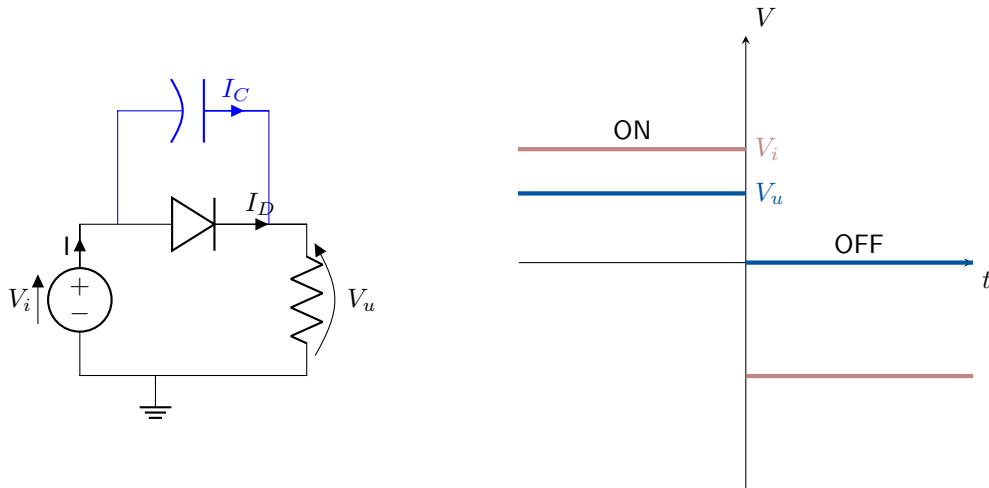 I_C
I_D
I
+
−
V_i
V_u
V
ON
V_i
V_u
OFF
t